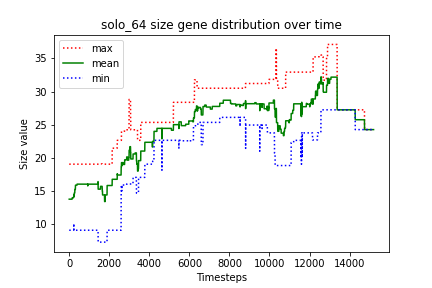 solo_64 size gene distribution over time
max
mean
min
Size value
35
30
25
20
15
10
0 2000 4000 6000 8000 10000 12000 14000
Timesteps